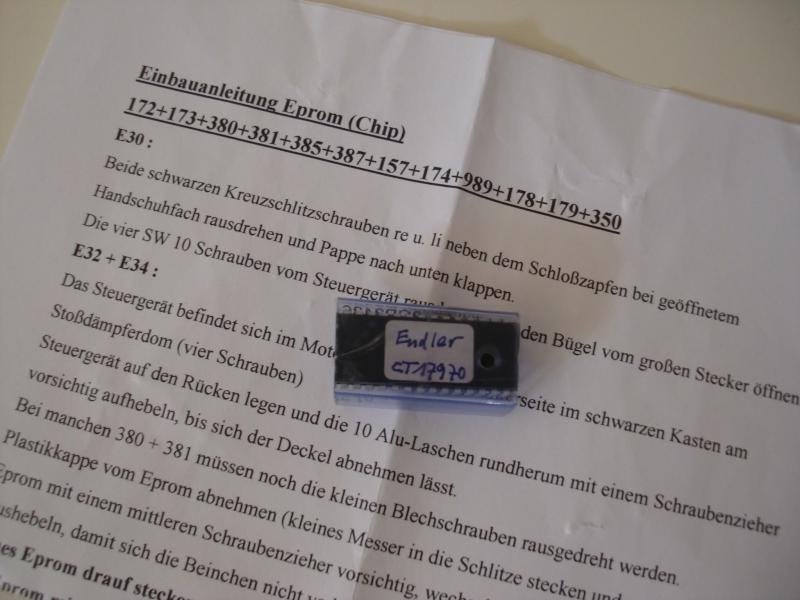 Einbauanleitung Eprom (Chip)
172+173+380+381+385+387+157+174+989+178+179+350
E30 :
Beide schwarzen Kreuzschlitzschrauben re u. li neben dem Schloßzapfen bei geöffnetem
Handschuhfach rausdrehen und Pappe nach unten klappen.
Die vier SW 10 Schrauben vom Steuergerät den Bügel vom großen Stecker öffnen
E32 + E34 :
Das Steuergerät befindet sich im im schwarzen Kasten am
Stoßdämpferdom (vier Schrauben)
Steuergerät auf den Rücken legen und die 10 Alu-Laschen rundherum mit einem Schraubenzieher
vorsichtig aufhebeln, bis sich der Deckel abnehmen lässt.
Bei manchen 380 + 381 müssen noch die kleinen Blechschrauben rausgedreht werden.
Plastikkappe vom Eprom abnehmen (kleines Messer in die Schlitze stecken und
Eprom mit einem mittleren Schraubenzieher vorsichtig,
damit sich die Beinchen nicht
Eprom drauf
Endler
CT17970